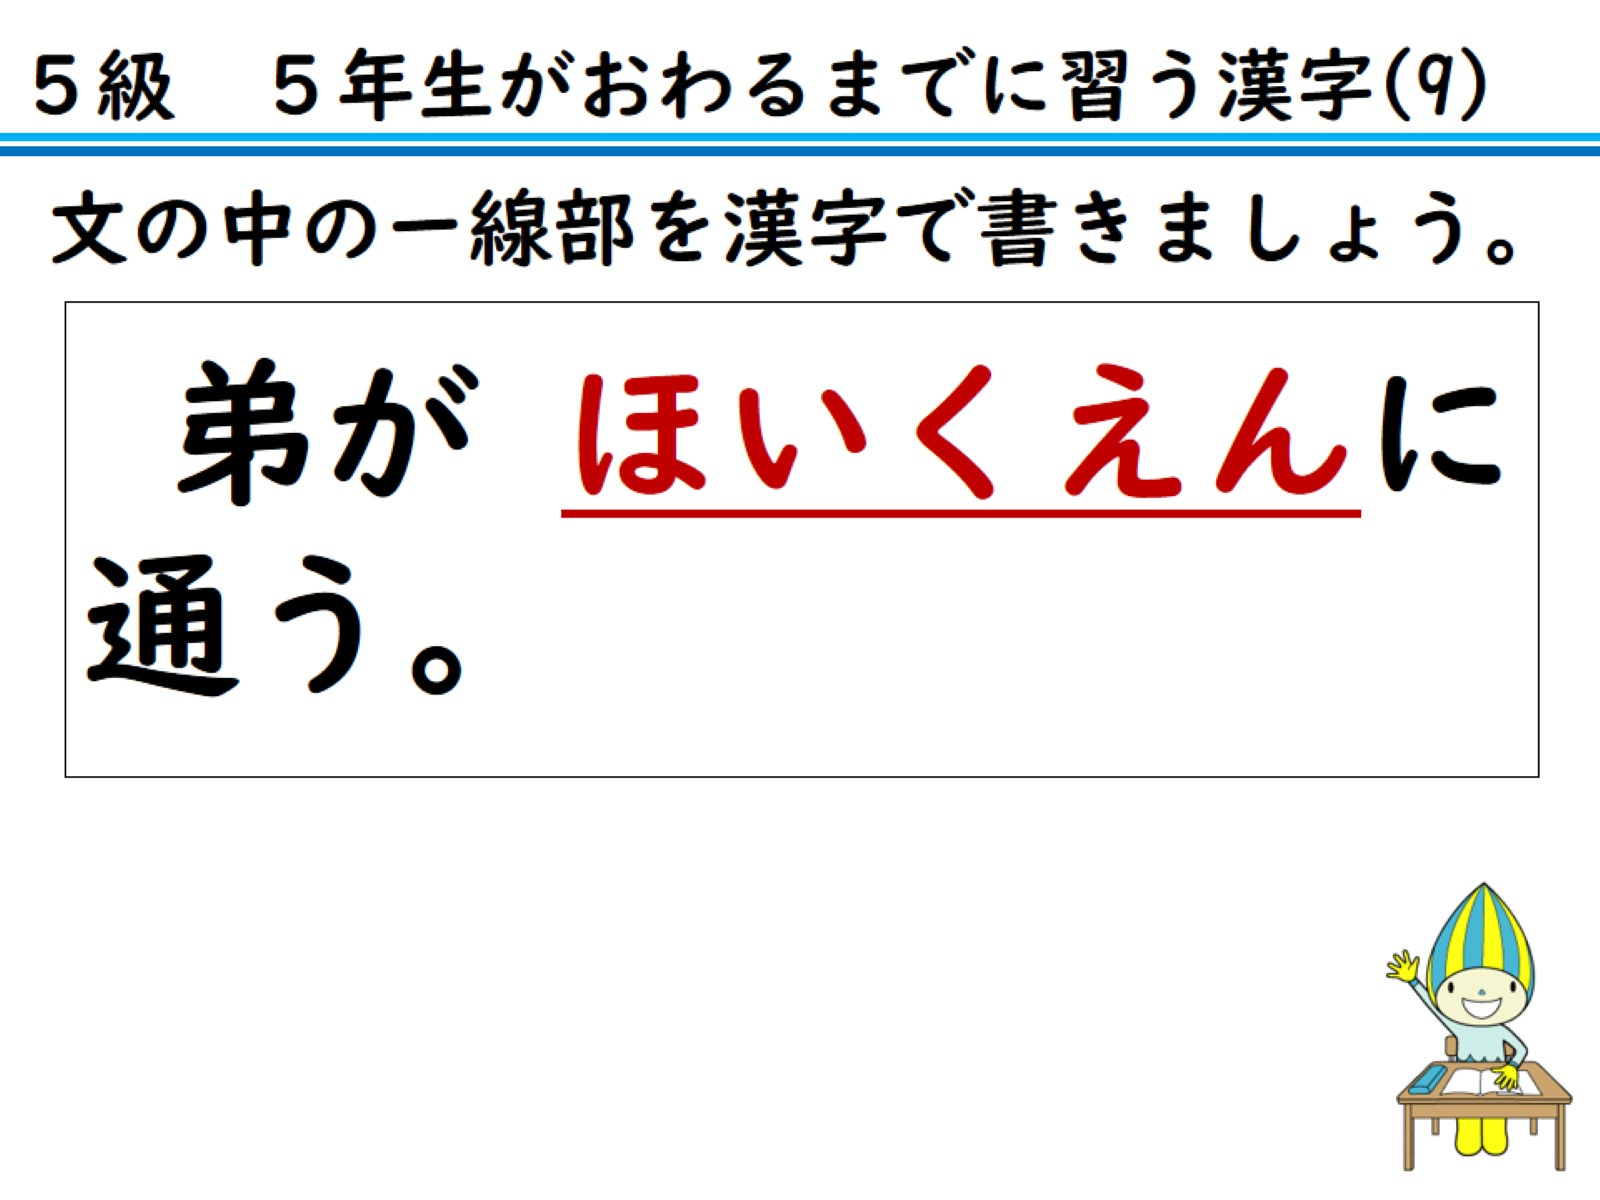 ５級　５年生がおわるまでに習う漢字(9)
文の中の一線部を漢字で書きましょう。
弟が ほいくえんに
通う。